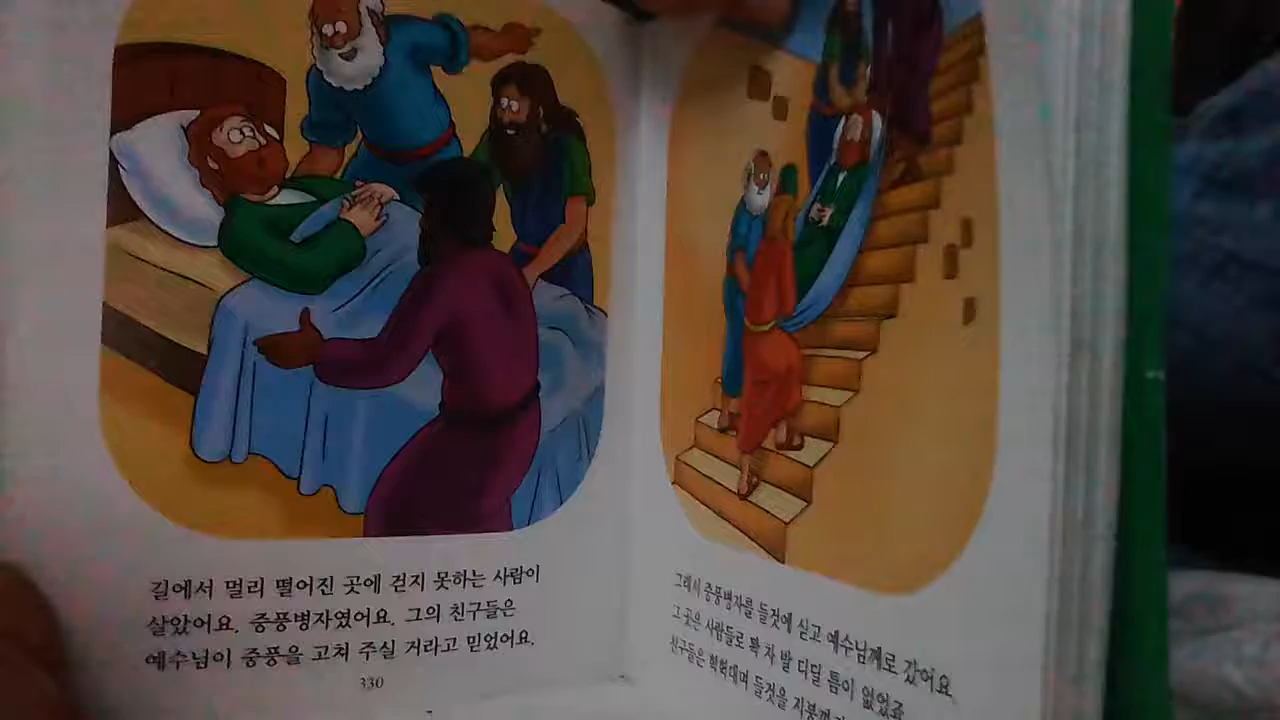 길에서 멀리 떨어진 곳에 걷지 못하는 사람이
살았어요. 중풍병자였어요. 그의 친구들은
예수님이 중풍을 고쳐 주실 거라고 믿었어요.
330
그래서 중풍병자를 들것에 싣고 예수님께로 갔어요.
그 곳은 사람들로 꽉 차 발 디딜 틈이 없었죠
친구들은 헉헉대며 들것을 지붕까